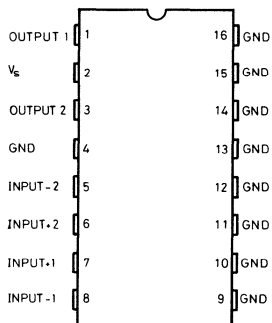 OUTPUT 1 1 16 GND
Vs 2 15 GND
OUTPUT 2 3 14 GND
GND 4 13 GND
INPUT-2 5 12 GND
INPUT+2 6 11 GND
INPUT+1 7 10 GND
INPUT-1 8 9 GND